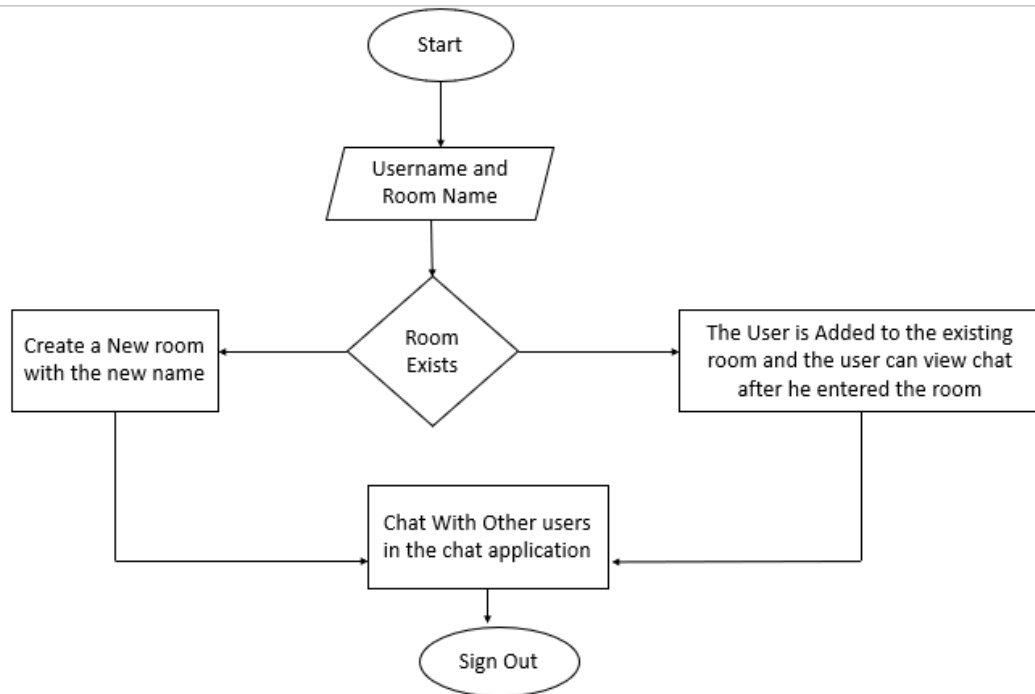 Start
Username and
Room Name
Room
Exists
Create a New room
with the new name
The User is Added to the existing
room and the user can view chat
after he entered the room
Chat With Other users
in the chat application
Sign Out